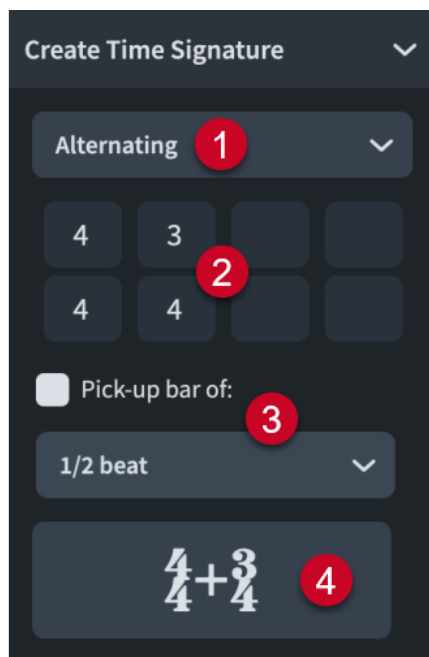 Create Time Signature
Alternating 1
4 3
2
4 4
Pick-up bar of:
3
1/2 beat
4/4+3/4 4